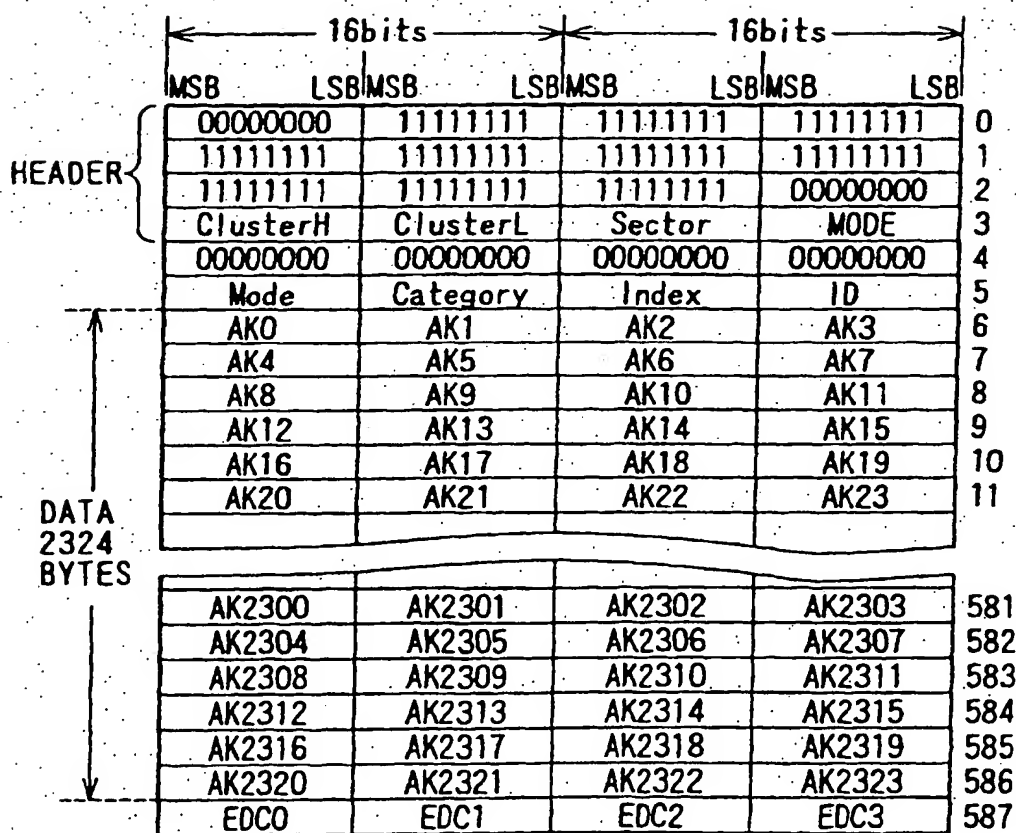 16bits 16bits
MSB LSB MSB LSB MSB LSB MSB LSB
00000000 11111111 11111111 11111111 0
HEADER 11111111 11111111 11111111 11111111 1
11111111 11111111 11111111 00000000 2
ClusterH ClusterL Sector MODE 3
00000000 00000000 00000000 00000000 4
Mode Category Index ID 5
AK0 AK1 AK2 AK3 6
AK4 AK5 AK6 AK7 7
AK8 AK9 AK10 AK11 8
AK12 AK13 AK14 AK15 9
AK16 AK17 AK18 AK19 10
AK20 AK21 AK22 AK23 11
DATA
2324
BYTES
AK2300 AK2301 AK2302 AK2303 581
AK2304 AK2305 AK2306 AK2307 582
AK2308 AK2309 AK2310 AK2311 583
AK2312 AK2313 AK2314 AK2315 584
AK2316 AK2317 AK2318 AK2319 585
AK2320 AK2321 AK2322 AK2323 586
EDC0 EDC1 EDC2 EDC3 587